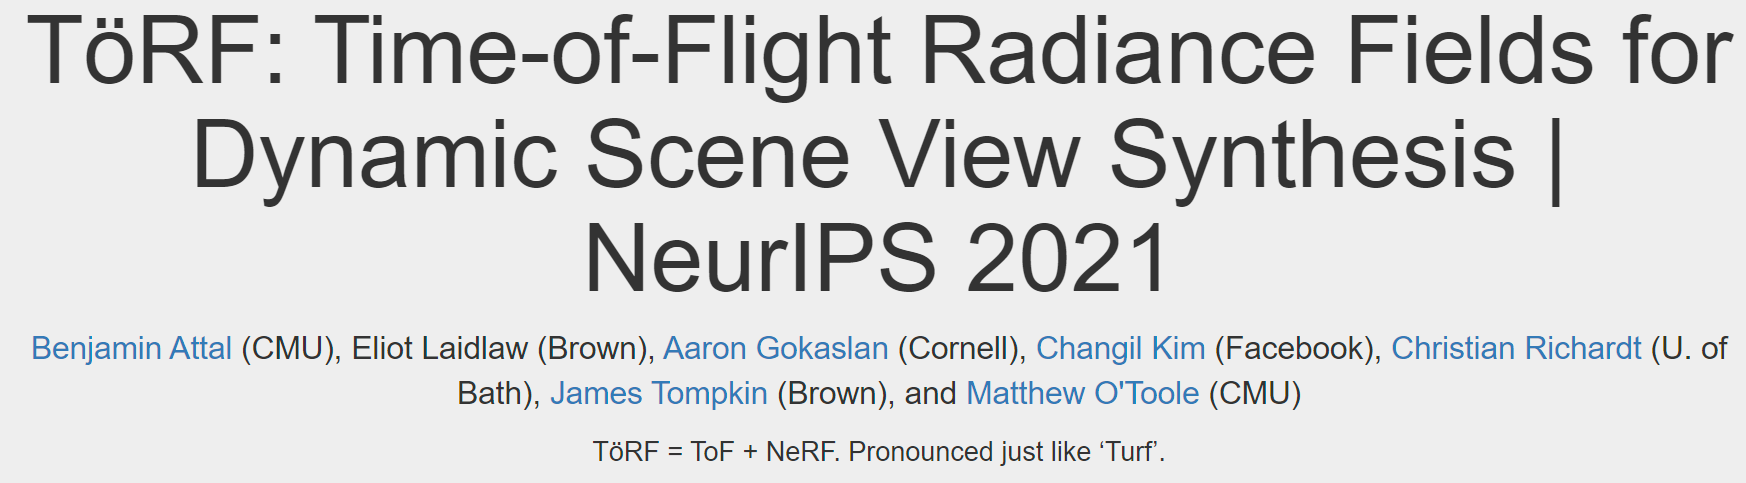 TöRF: Time-of-Flight Radiance Fields for
Dynamic Scene View Synthesis |
NeurIPS 2021
Benjamin Attal (CMU), Eliot Laidlaw (Brown), Aaron Gokaslan (Cornell), Changil Kim (Facebook), Christian Richardt (U. of
Bath), James Tompkin (Brown), and Matthew O'Toole (CMU)
TöRF = ToF + NeRF. Pronounced just like ‘Turf’.